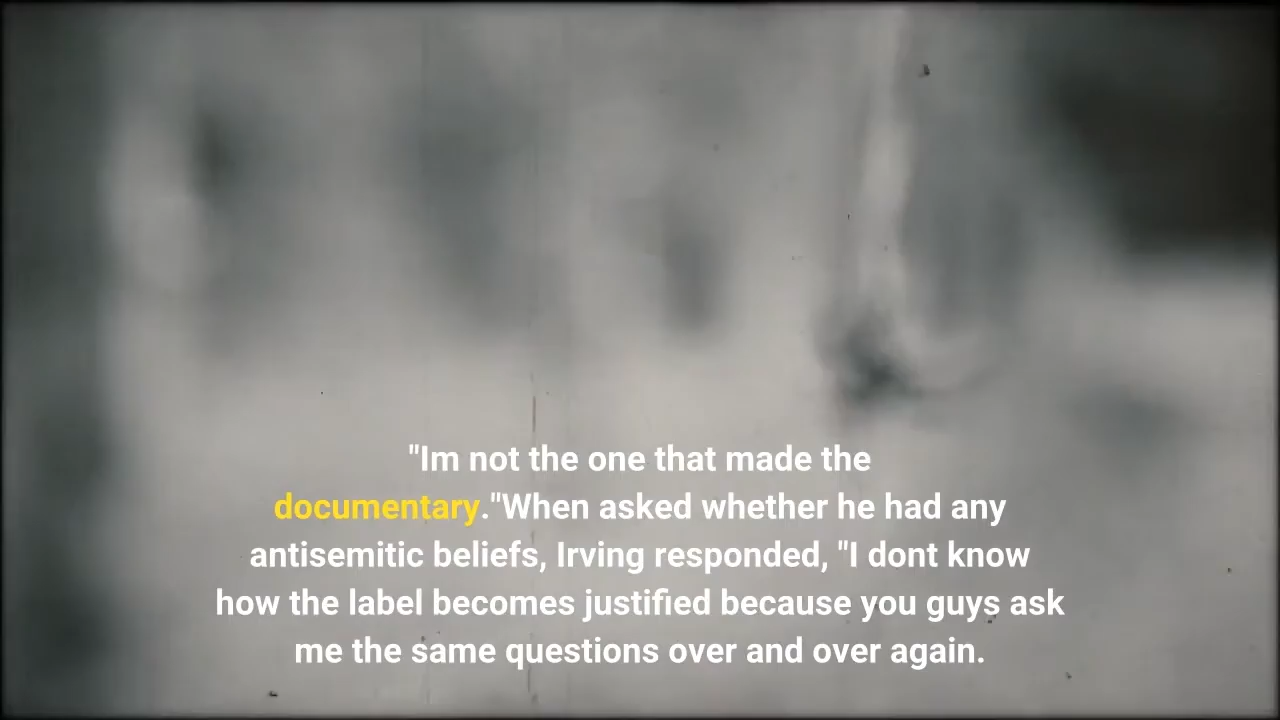 "Im not the one that made the
documentary."When asked whether he had any
antisemitic beliefs, Irving responded, "I dont know
how the label becomes justified because you guys ask
me the same questions over and over again.